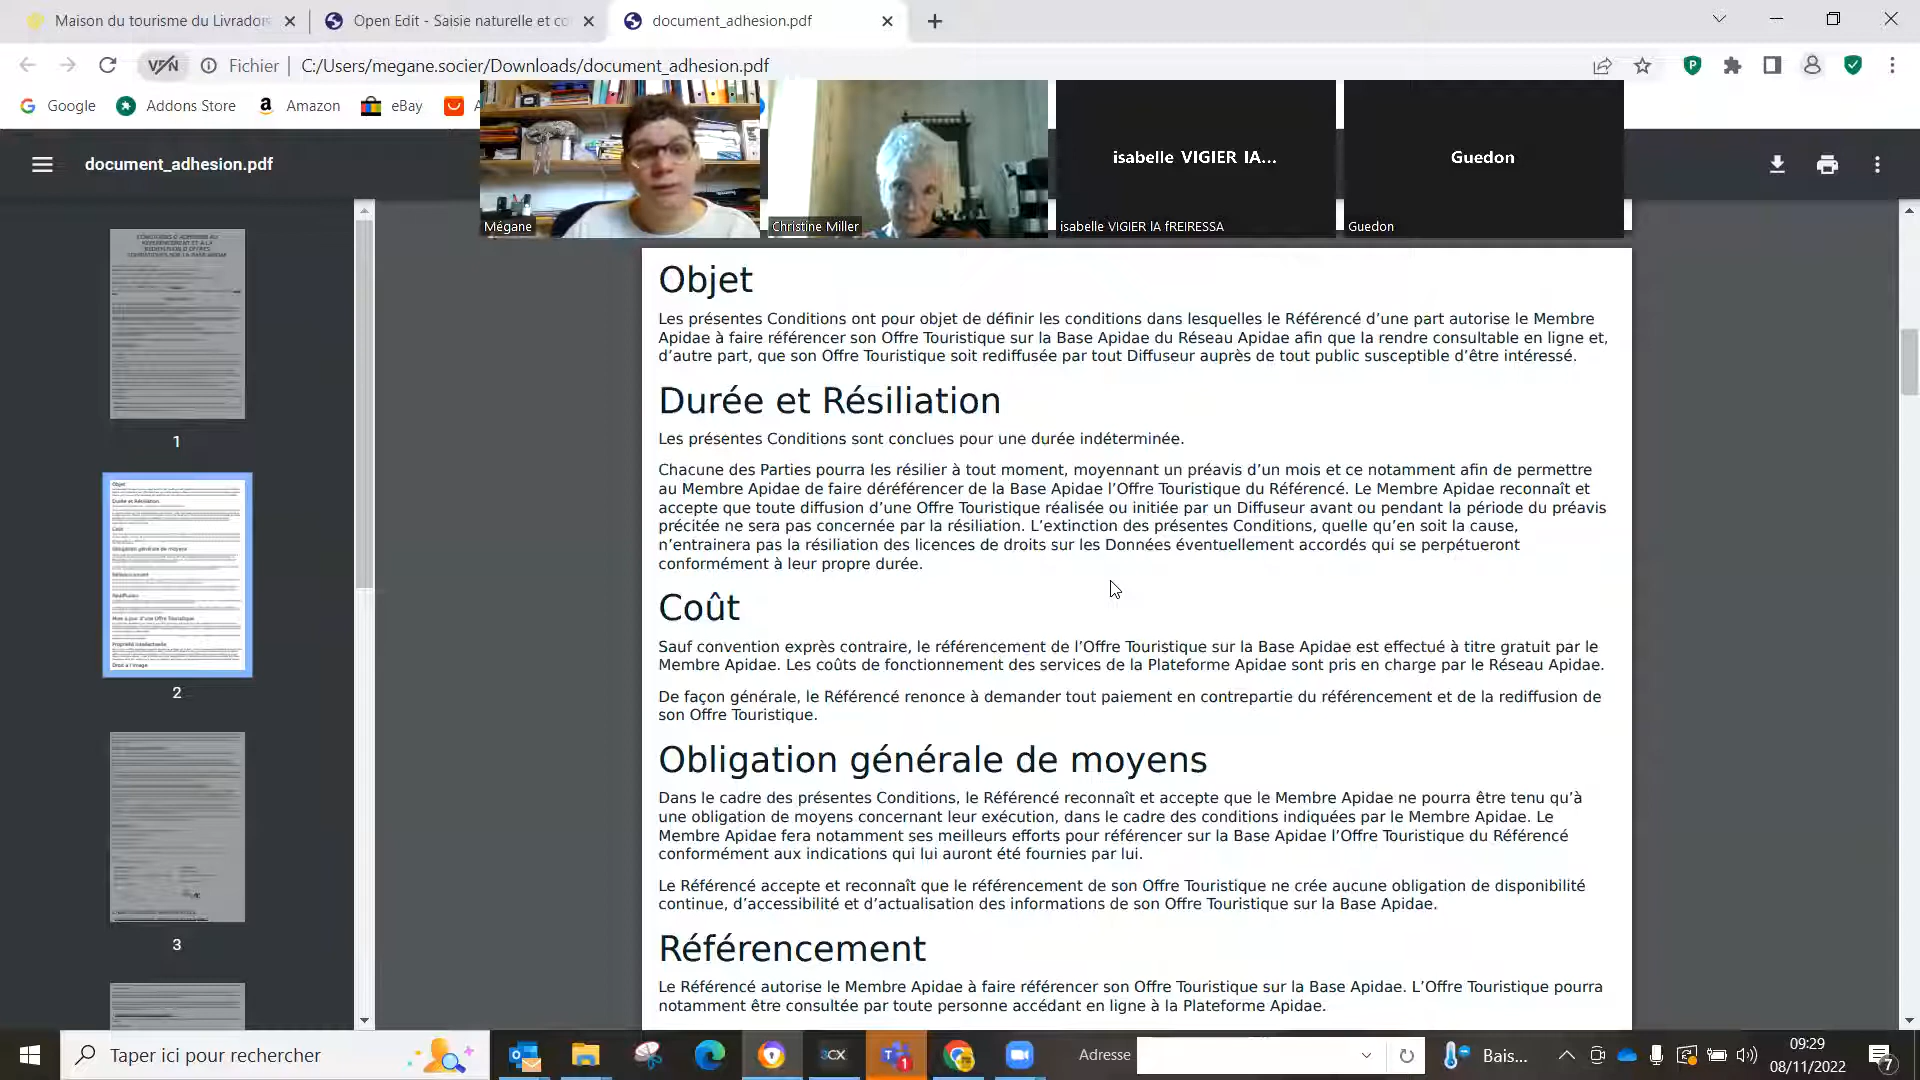 Maison du tourisme du Livradois
Open Edit - Saisie naturelle et co
document_adhesion.pdf
VPN
Fichier
C:/Users/megane.socier/Downloads/document_adhesion.pdf
Google
Addons Store
Amazon
eBay
document_adhesion.pdf
isabelle VIGIER IA...
Guedon
Mégane
Christine Miller
isabelle VIGIER lA fREIRESSA
Guedon
1
2
3
Objet
Les présentes Conditions ont pour objet de définir les conditions dans lesquelles le Référencé d’une part autorise le Membre
Apidae à faire référencer son Offre Touristique sur la Base Apidae du Réseau Apidae afin que la rendre consultable en ligne et,
d’autre part, que son Offre Touristique soit rediffusée par tout Diffuseur auprès de tout public susceptible d’être intéressé.
Durée et Résiliation
Les présentes Conditions sont conclues pour une durée indéterminée.
Chacune des Parties pourra les résilier à tout moment, moyennant un préavis d’un mois et ce notamment afin de permettre
au Membre Apidae de faire déréférencer de la Base Apidae l’Offre Touristique du Référencé. Le Membre Apidae reconnaît et
accepte que toute diffusion d’une Offre Touristique réalisée ou initiée par un Diffuseur avant ou pendant la période du préavis
précitée ne sera pas concernée par la résiliation. L’extinction des présentes Conditions, quelle qu’en soit la cause,
n’entrainera pas la résiliation des licences de droits sur les Données éventuellement accordés qui se perpétueront
conformément à leur propre durée.
Coût
Sauf convention exprès contraire, le référencement de l’Offre Touristique sur la Base Apidae est effectué à titre gratuit par le
Membre Apidae. Les coûts de fonctionnement des services de la Plateforme Apidae sont pris en charge par le Réseau Apidae.
De façon générale, le Référencé renonce à demander tout paiement en contrepartie du référencement et de la rediffusion de
son Offre Touristique.
Obligation générale de moyens
Dans le cadre des présentes Conditions, le Référencé reconnaît et accepte que le Membre Apidae ne pourra être tenu qu’à
une obligation de moyens concernant leur exécution, dans le cadre des conditions indiquées par le Membre Apidae. Le
Membre Apidae fera notamment ses meilleurs efforts pour référencer sur la Base Apidae l’Offre Touristique du Référencé
conformément aux indications qui lui auront été fournies par lui.
Le Référencé accepte et reconnaît que le référencement de son Offre Touristique ne crée aucune obligation de disponibilité
continue, d’accessibilité et d’actualisation des informations de son Offre Touristique sur la Base Apidae.
Référencement
Le Référencé autorise le Membre Apidae à faire référencer son Offre Touristique sur la Base Apidae. L’Offre Touristique pourra
notamment être consultée par toute personne accédant en ligne à la Plateforme Apidae.
Taper ici pour rechercher
3CX
1
Adresse
Bais...
09:29
08/11/2022
7